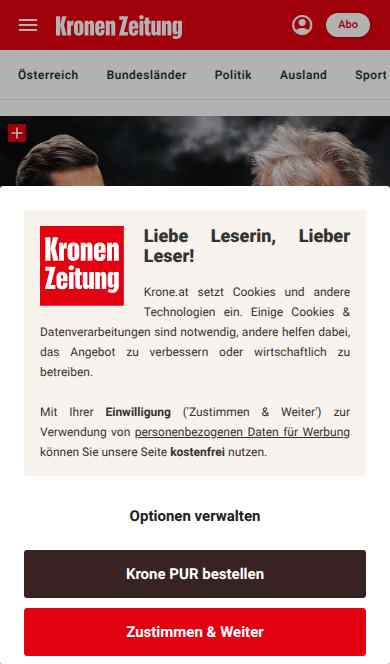 Kronen Zeitung
Abo
Österreich Bundesländer Politik Ausland Sport
Kronen
Zeitung
Liebe Leserin, Lieber
Leser!
Krone.at setzt Cookies und andere
Technologien ein. Einige Cookies &
Datenverarbeitungen sind notwendig, andere helfen dabei,
das Angebot zu verbessern oder wirtschaftlich zu
betreiben.
Mit Ihrer Einwilligung ('Zustimmen & Weiter') zur
Verwendung von personenbezogenen Daten für Werbung
können Sie unsere Seite kostenfrei nutzen.
Optionen verwalten
Krone PUR bestellen
Zustimmen & Weiter